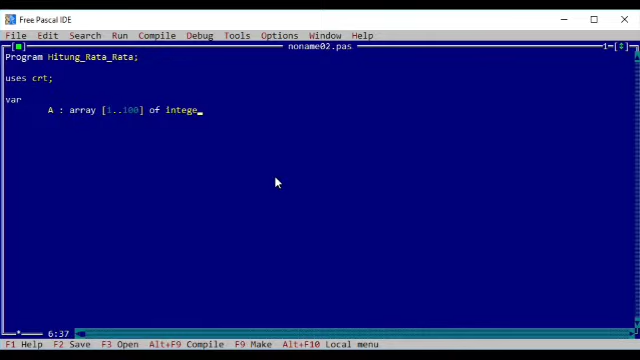 Free Pascal IDE
File Edit Search Run Compile Debug Tools Options Window Help
noname02.pas 1
Program Hitung_Rata_Rata;
uses crt;
var
A : array [1..100] of intege_
* 6:37
F1 Help F2 Save F3 Open Alt+F9 Compile F9 Make Alt+F10 Local menu